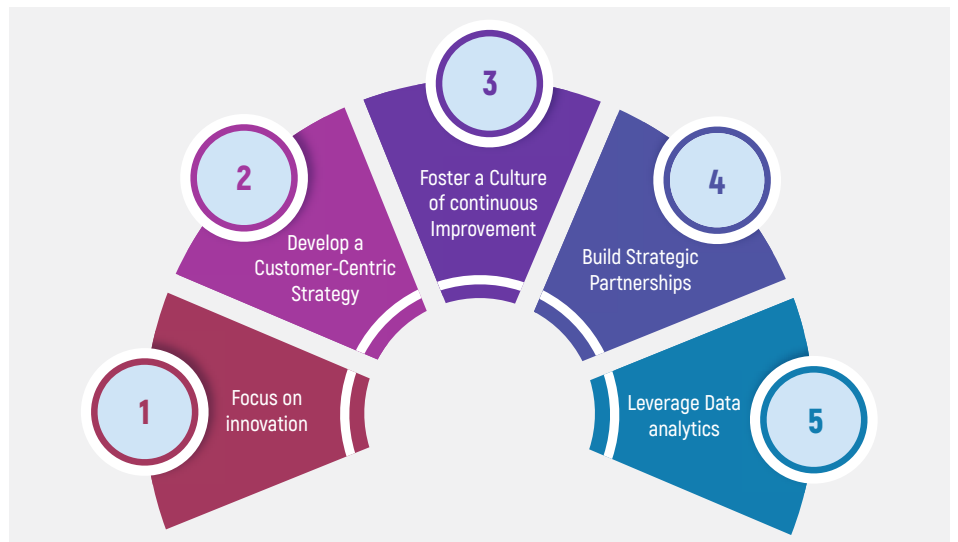 1
Focus on
innovation
2
Develop a
Customer-Centric
Strategy
3
Foster a Culture
of continuous
Improvement
4
Build Strategic
Partnerships
5
Leverage Data
analytics